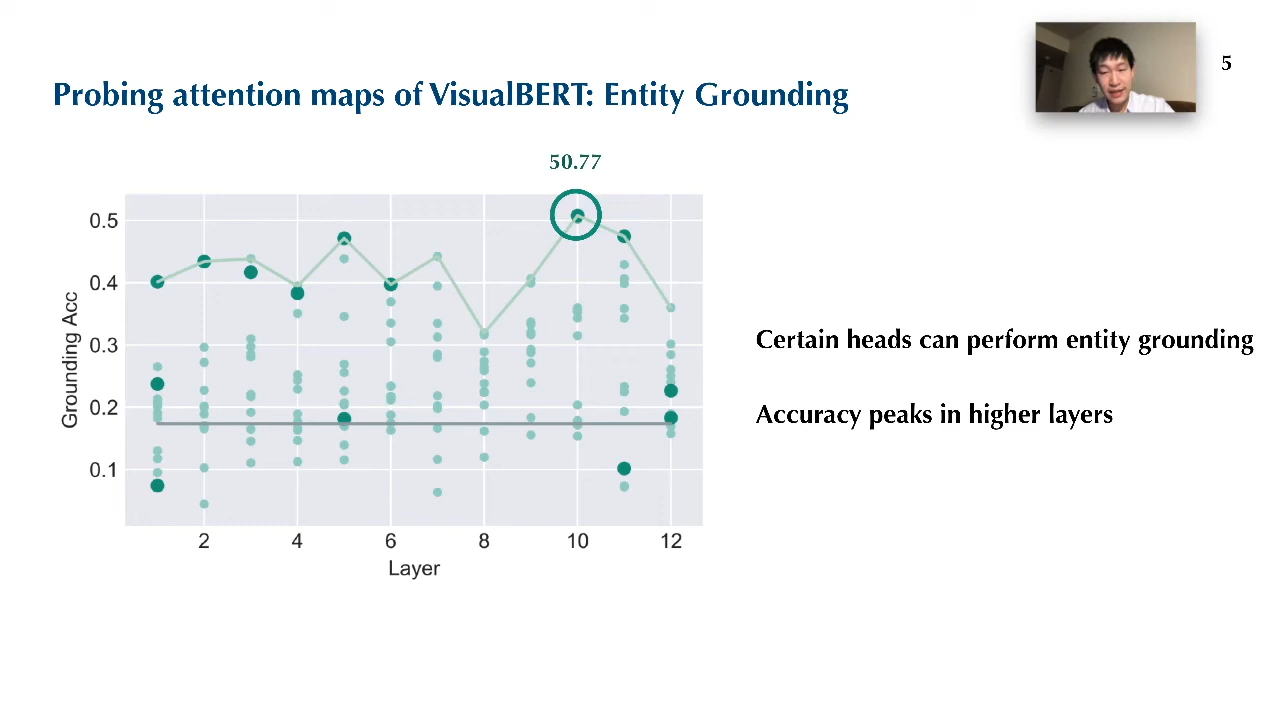 5
Probing attention maps of VisualBERT: Entity Grounding
50.77
0.5
0.4
0.3
0.2
0.1
Grounding Acc
2 4 6 8 10 12
Layer
Certain heads can perform entity grounding
Accuracy peaks in higher layers